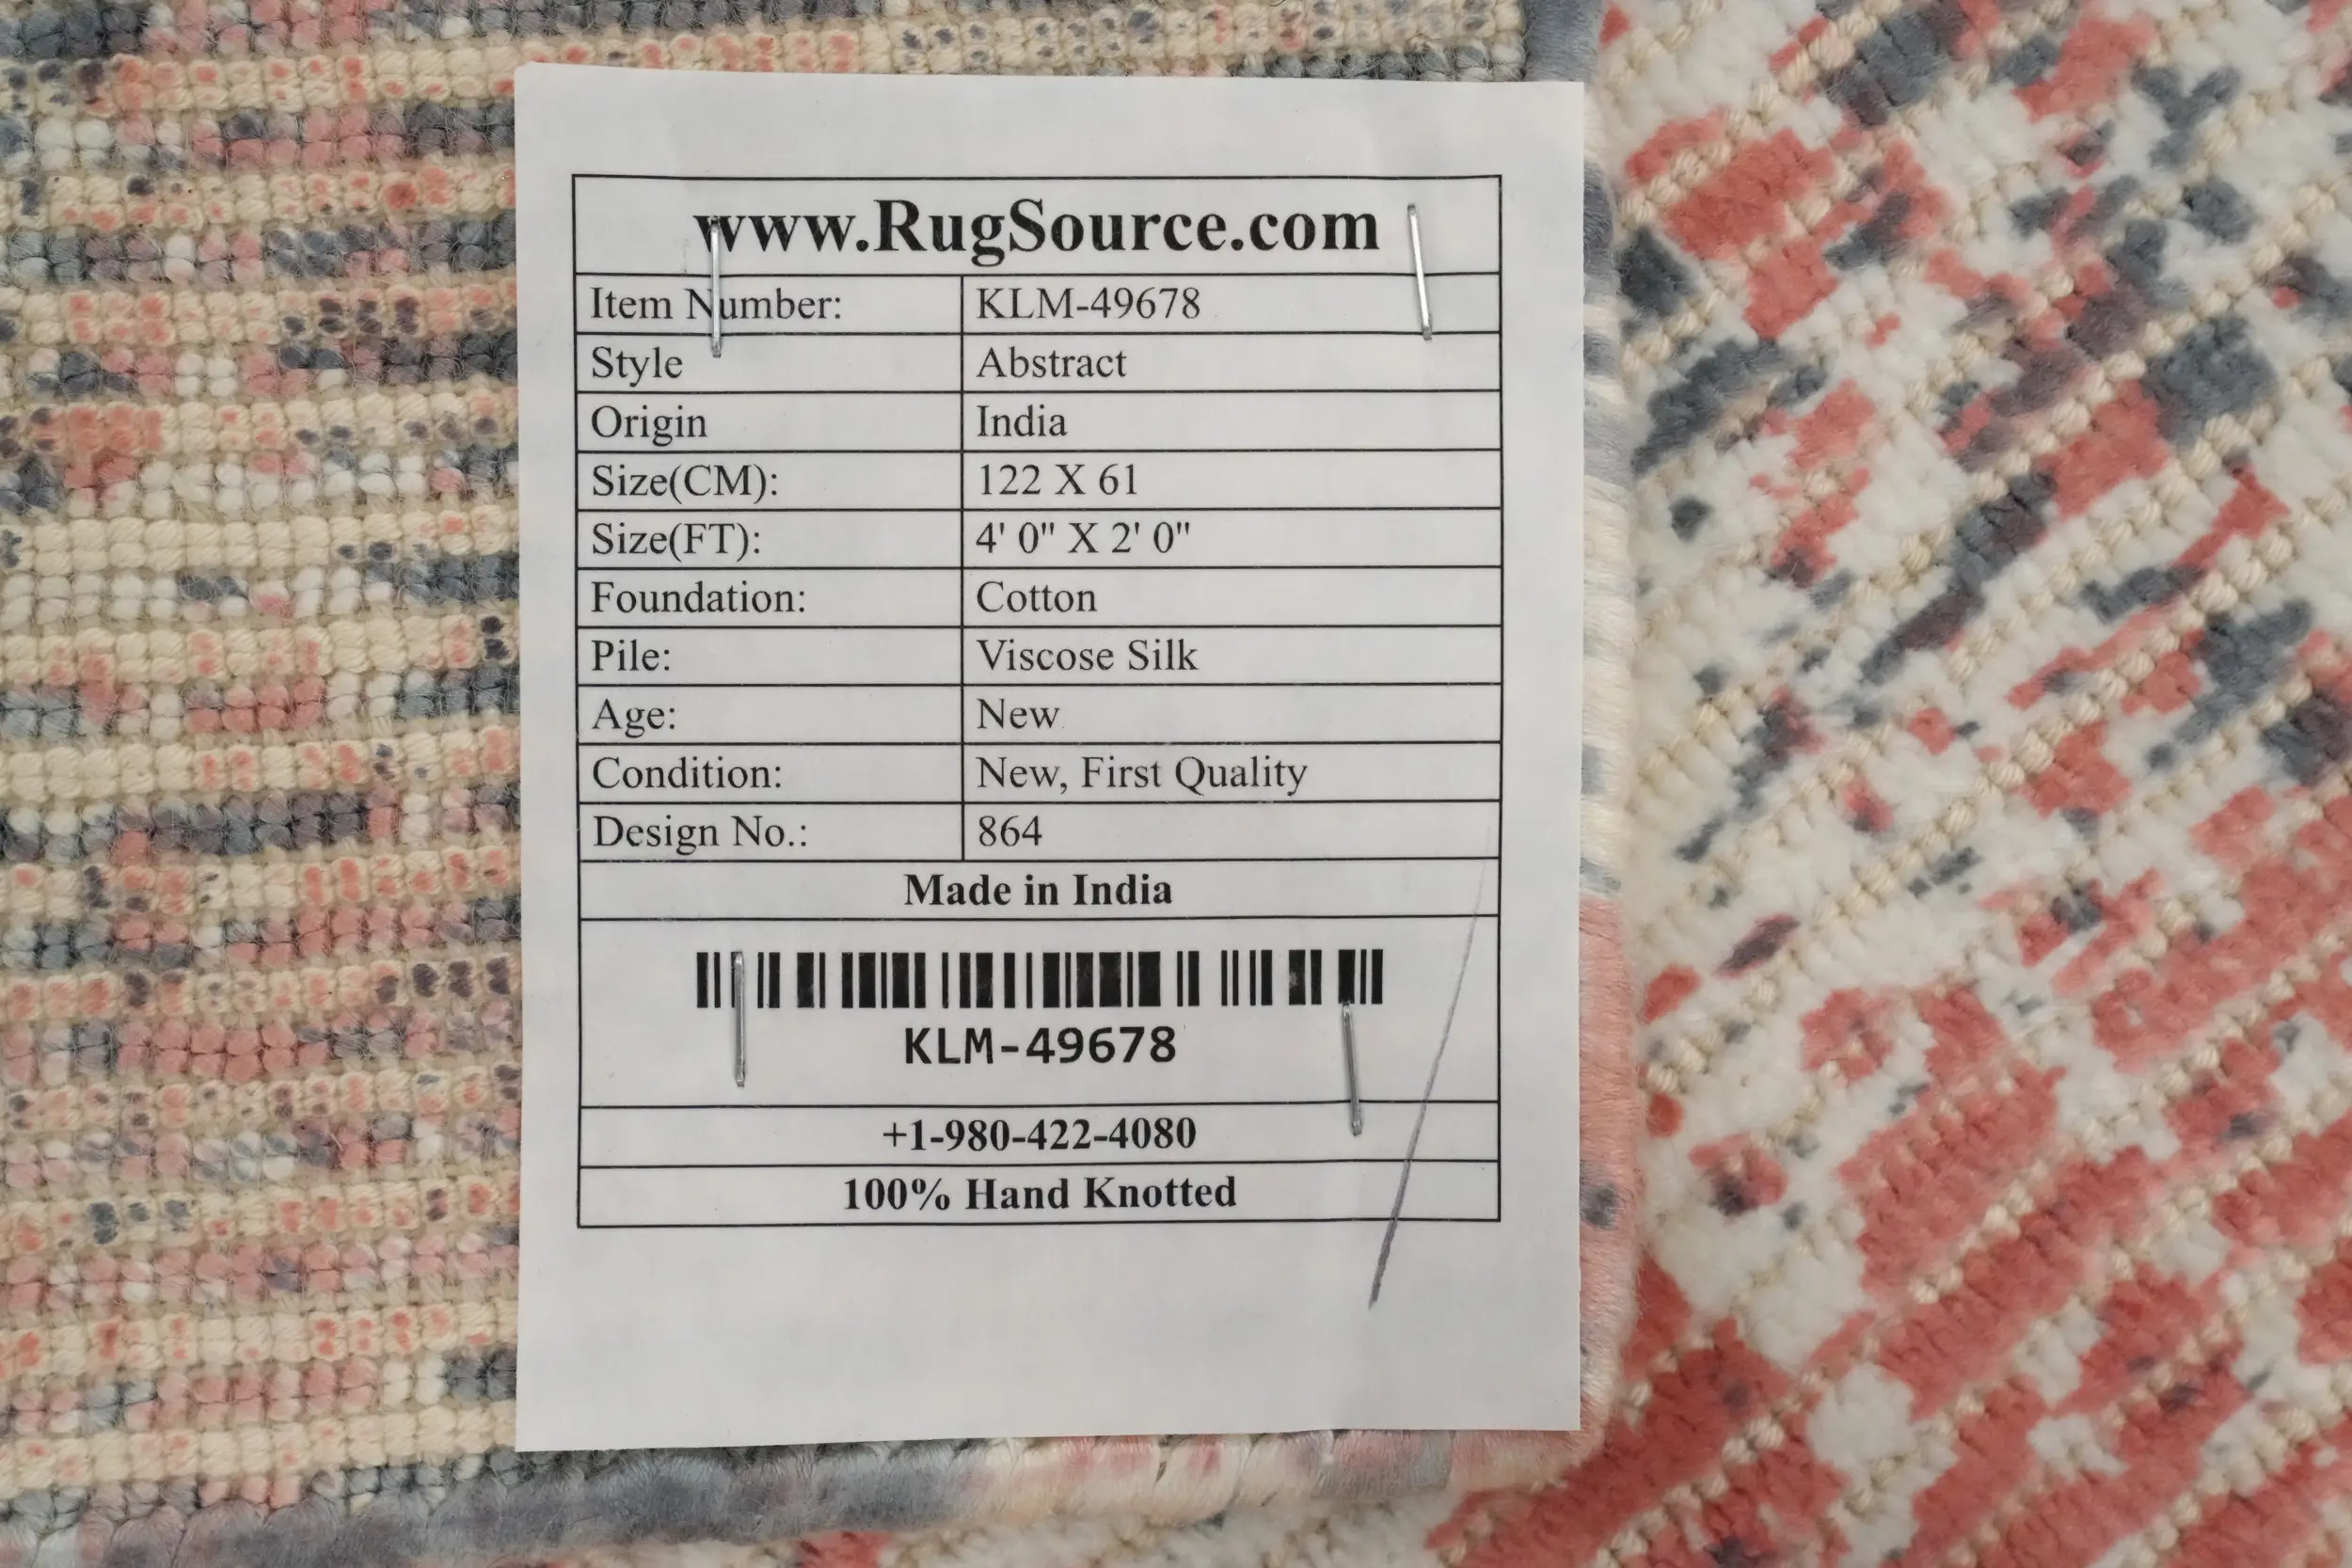 www.RugSource.com
Item Number: KLM-49678
Style Abstract
Origin India
Size(CM): 122 X 61
Size(FT): 4' 0" X 2' 0"
Foundation: Cotton
Pile: Viscose Silk
Age: New
Condition: New, First Quality
Design No.: 864
Made in India
KLM-49678
+1-980-422-4080
100% Hand Knotted